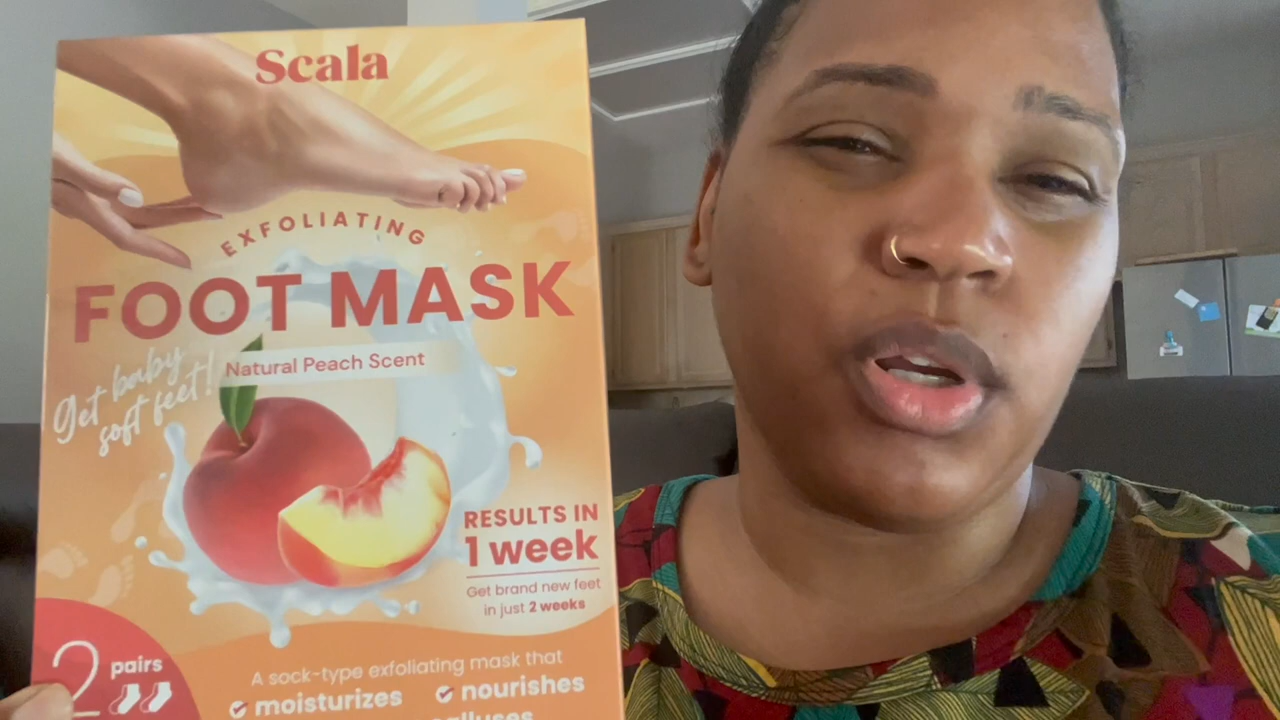 Scala
EXFOLIATING
FOOT MASK
Natural Peach Scent
get baby
soft feet!
RESULTS IN
1 week
Get brand new feet
in just 2 weeks
2 pairs
A sock-type exfoliating mask that
moisturizes nourishes